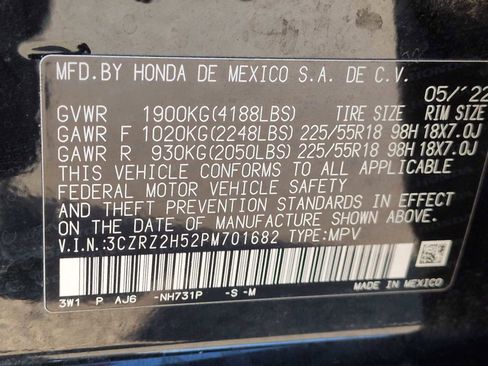 MFD.BY HONDA DE MEXICO S.A. DE C.V.
05/'22
GVWR 1900KG(4188LBS) TIRE SIZE RIM SIZE
GAWR F 1020KG(2248LBS) 225/55R18 98H 18X7.0J
GAWR R 930KG(2050LBS) 225/55R18 98H 18X7.0J
THIS VEHICLE CONFORMS TO ALL APPLICABLE
FEDERAL MOTOR VEHICLE SAFETY
AND THEFT PREVENTION STANDARDS IN EFFECT
ON THE DATE OF MANUFACTURE SHOWN ABOVE.
V.I.N.:3CZRZ2H52PM701682 TYPE:MPV
3W1 P AJ6 -NH731P -S -M MADE IN MEXICO